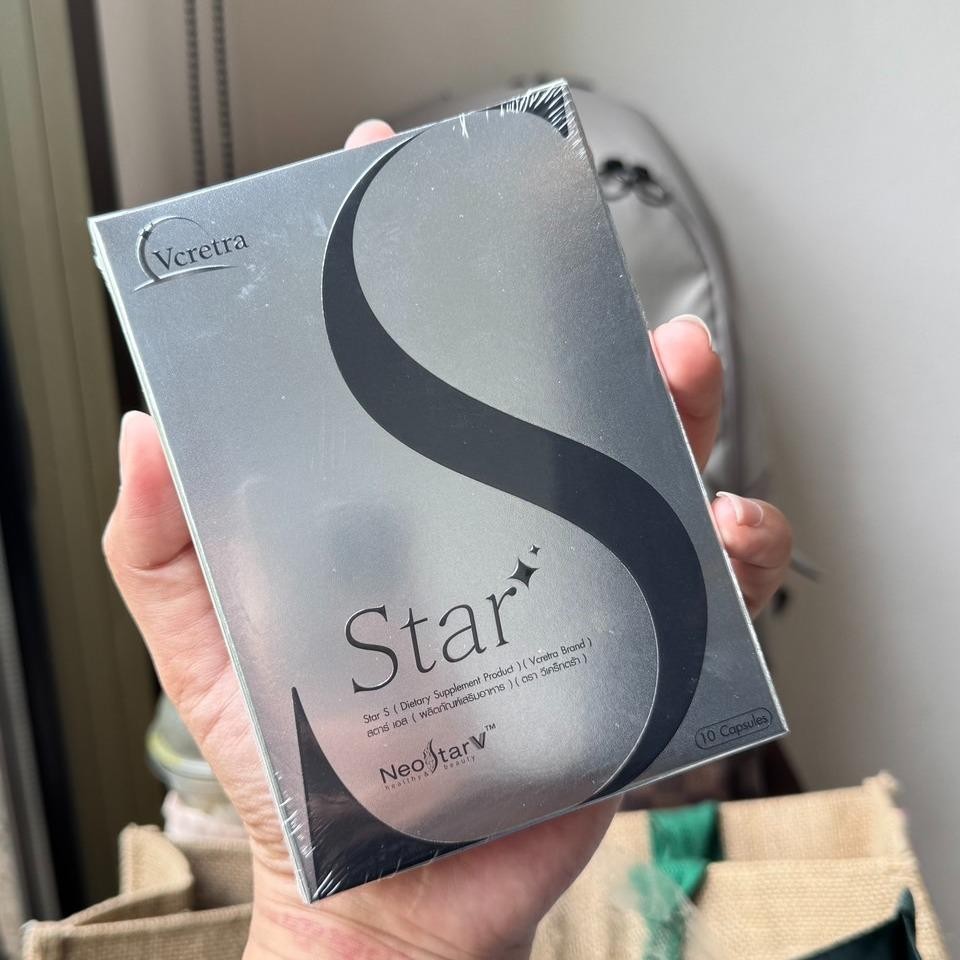 Vcretra
S
Star
Star S ( Dietary Supplement Product ) ( Vcretra Brand )
สตาร์ เอส ( ผลิตภัณฑ์เสริมอาหาร ) ( ตรา วีเคร็ทตร้า )
NeoStarV™
healthy & beauty
10 Capsules